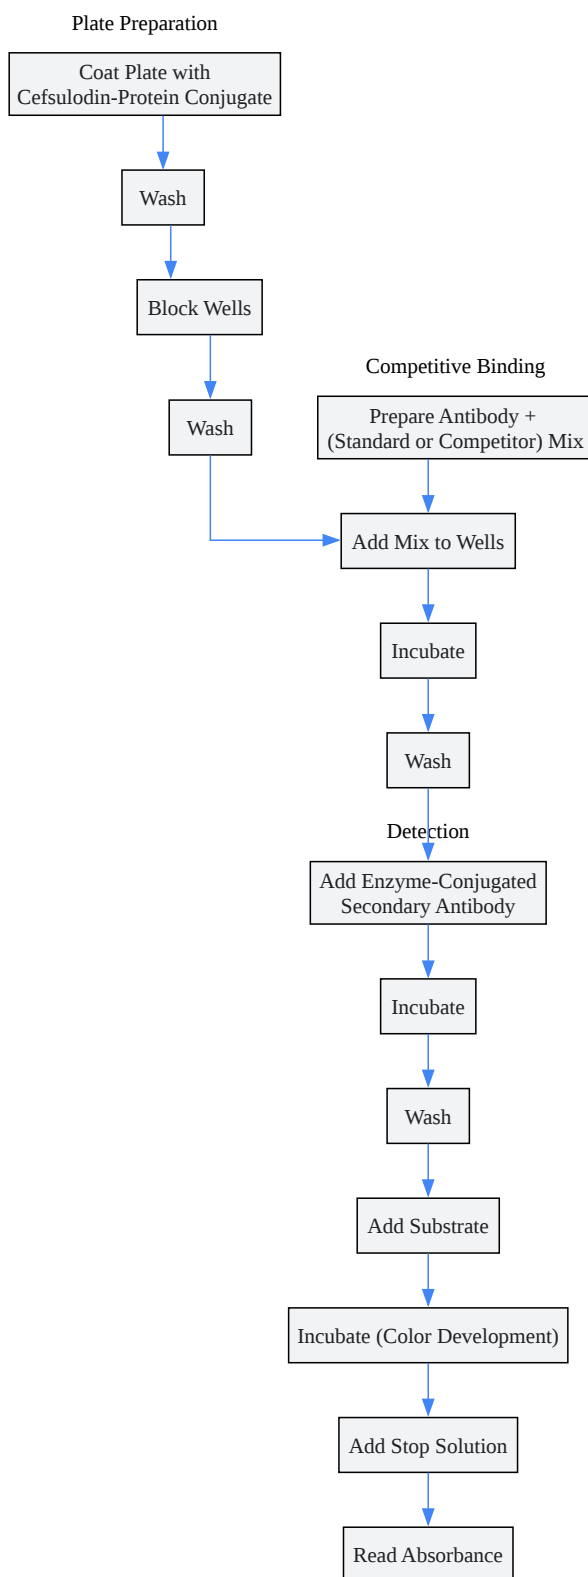 Plate Preparation
Coat Plate with
Cefsulodin-Protein Conjugate
Wash
Block Wells
Wash
Competitive Binding
Prepare Antibody +
(Standard or Competitor) Mix
Add Mix to Wells
Incubate
Wash
Detection
Add Enzyme-Conjugated
Secondary Antibody
Incubate
Wash
Add Substrate
Incubate (Color Development)
Add Stop Solution
Read Absorbance